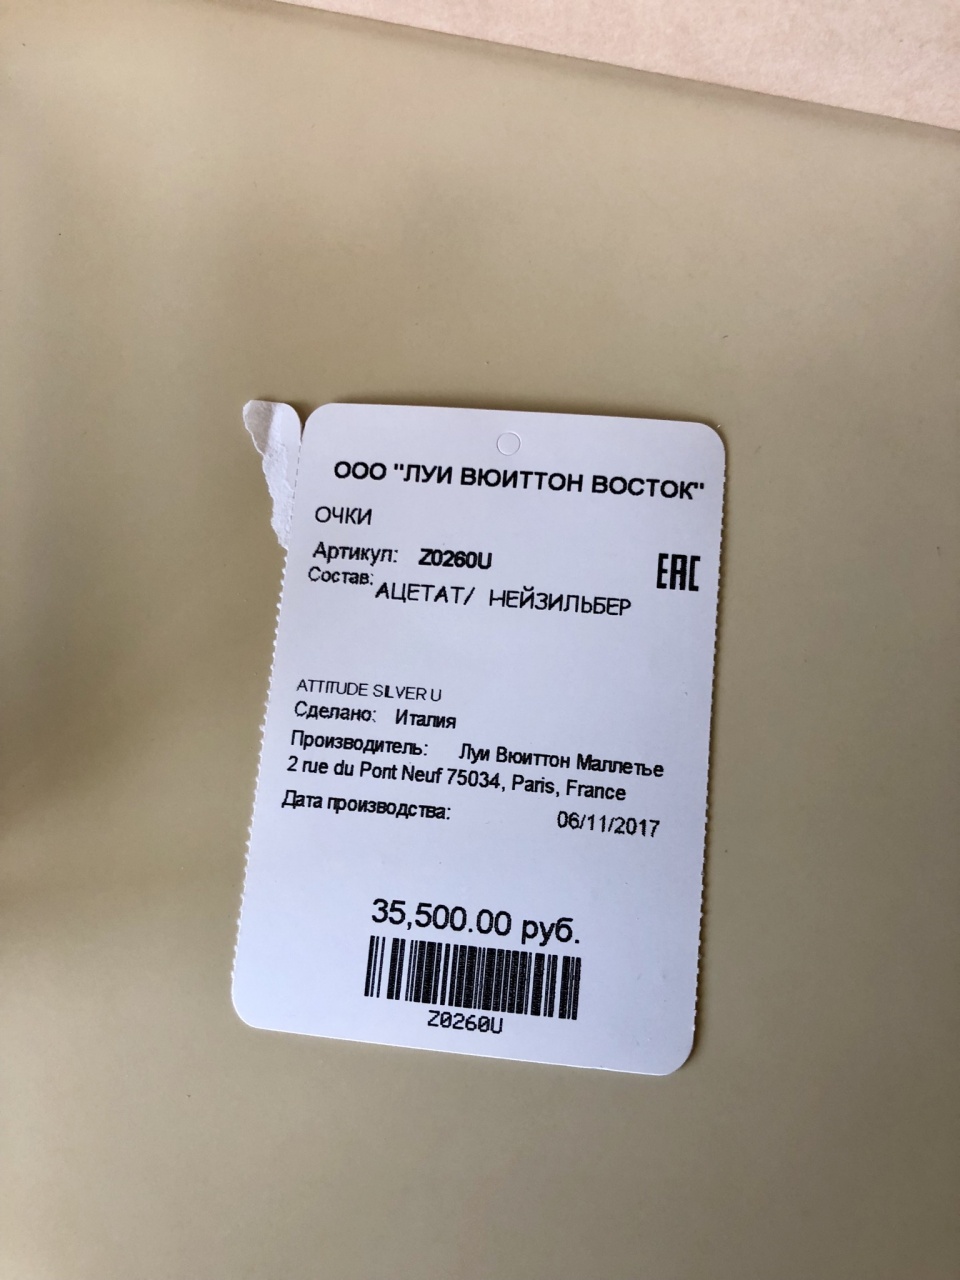 ООО "ЛУИ ВЮИТТОН ВОСТОК"
ОЧКИ
Артикул: Z0260U
EAC
Состав: АЦЕТАТ/ НЕЙЗИЛЬБЕР
ATTITUDE SILVER U
Сделано: Италия
Производитель: Луи Вюиттон Маллетье
2 rue du Pont Neuf 75034, Paris, France
Дата производства: 06/11/2017
35,500.00 руб.
Z0260U